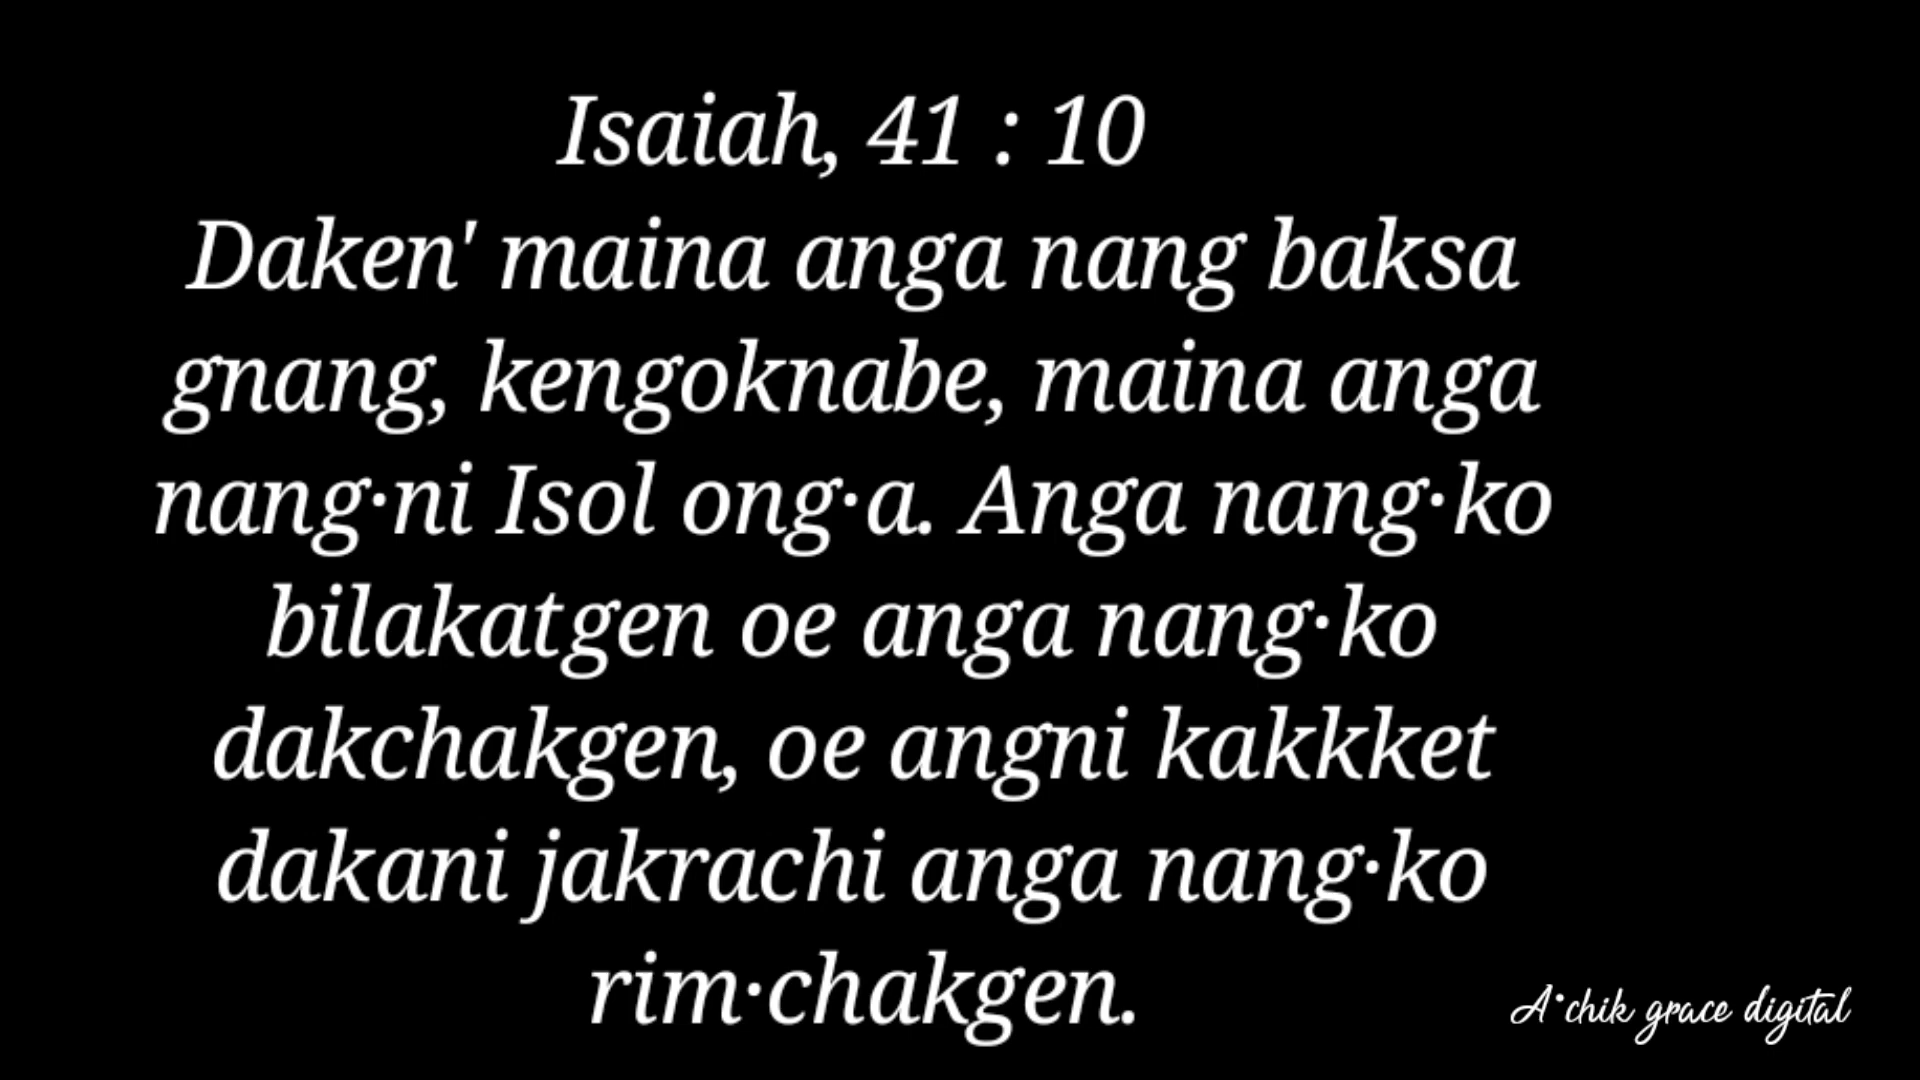 Isaiah, 41 : 10
Daken' maina anga nang baksa
gnang, kengoknabe, maina anga
nang·ni Isol ong·a. Anga nang·ko
bilakatgen oe anga nang·ko
dakchakgen, oe angni kakkket
dakani jakrachi anga nang·ko
rim·chakgen.
A·chik grace digital